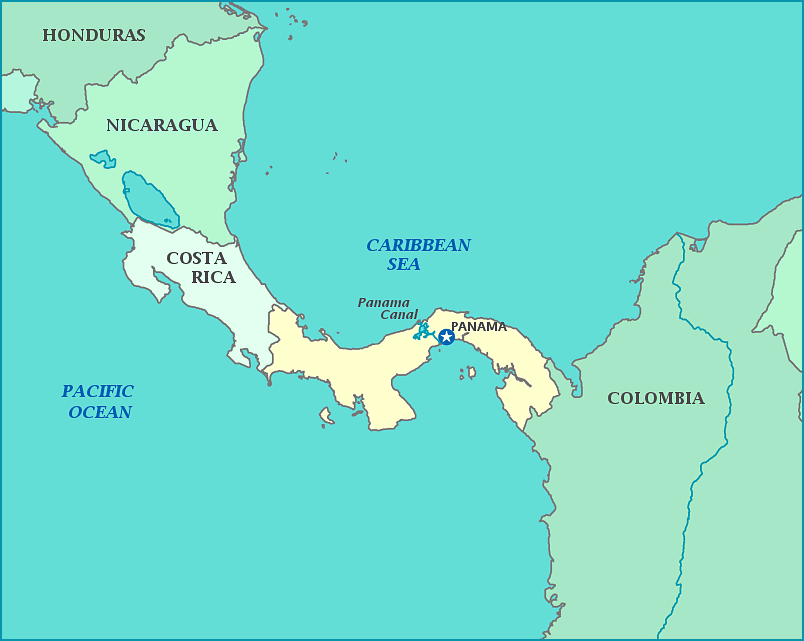 HONDURAS
NICARAGUA
COSTA
RICA
CARIBBEAN
SEA
Panama
Canal
PANAMA
PACIFIC
OCEAN
COLOMBIA